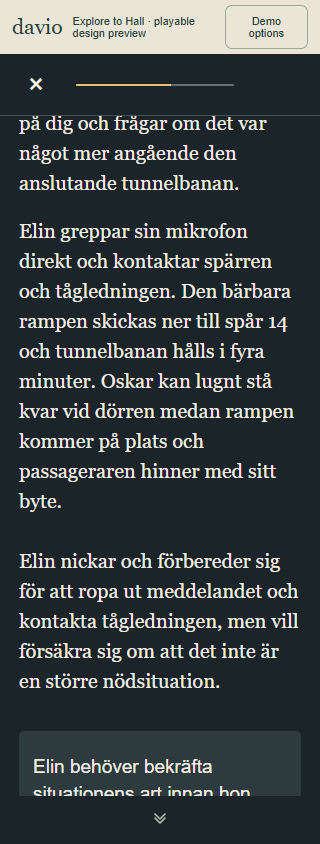 davio
Explore to Hall · playable
design preview
Demo
options
på dig och frågar om det var
något mer angående den
anslutande tunnelbanan.
Elin greppar sin mikrofon
direkt och kontaktar spärren
och tågledningen. Den bärbara
rampen skickas ner till spår 14
och tunnelbanan hålls i fyra
minuter. Oskar kan lugnt stå
kvar vid dörren medan rampen
kommer på plats och
passageraren hinner med sitt
byte.
Elin nickar och förbereder sig
för att ropa ut meddelandet och
kontakta tågledningen, men vill
försäkra sig om att det inte är
en större nödsituation.
Elin behöver bekräfta
situationens art innan hon